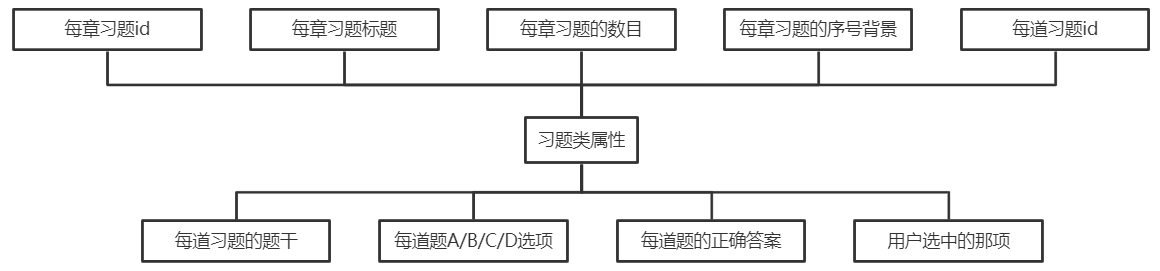 每章习题id
每章习题标题
每章习题的数目
每章习题的序号背景
每道习题id
习题类属性
每道习题的题干
每道题A/B/C/D选项
每道题的正确答案
用户选中的那项